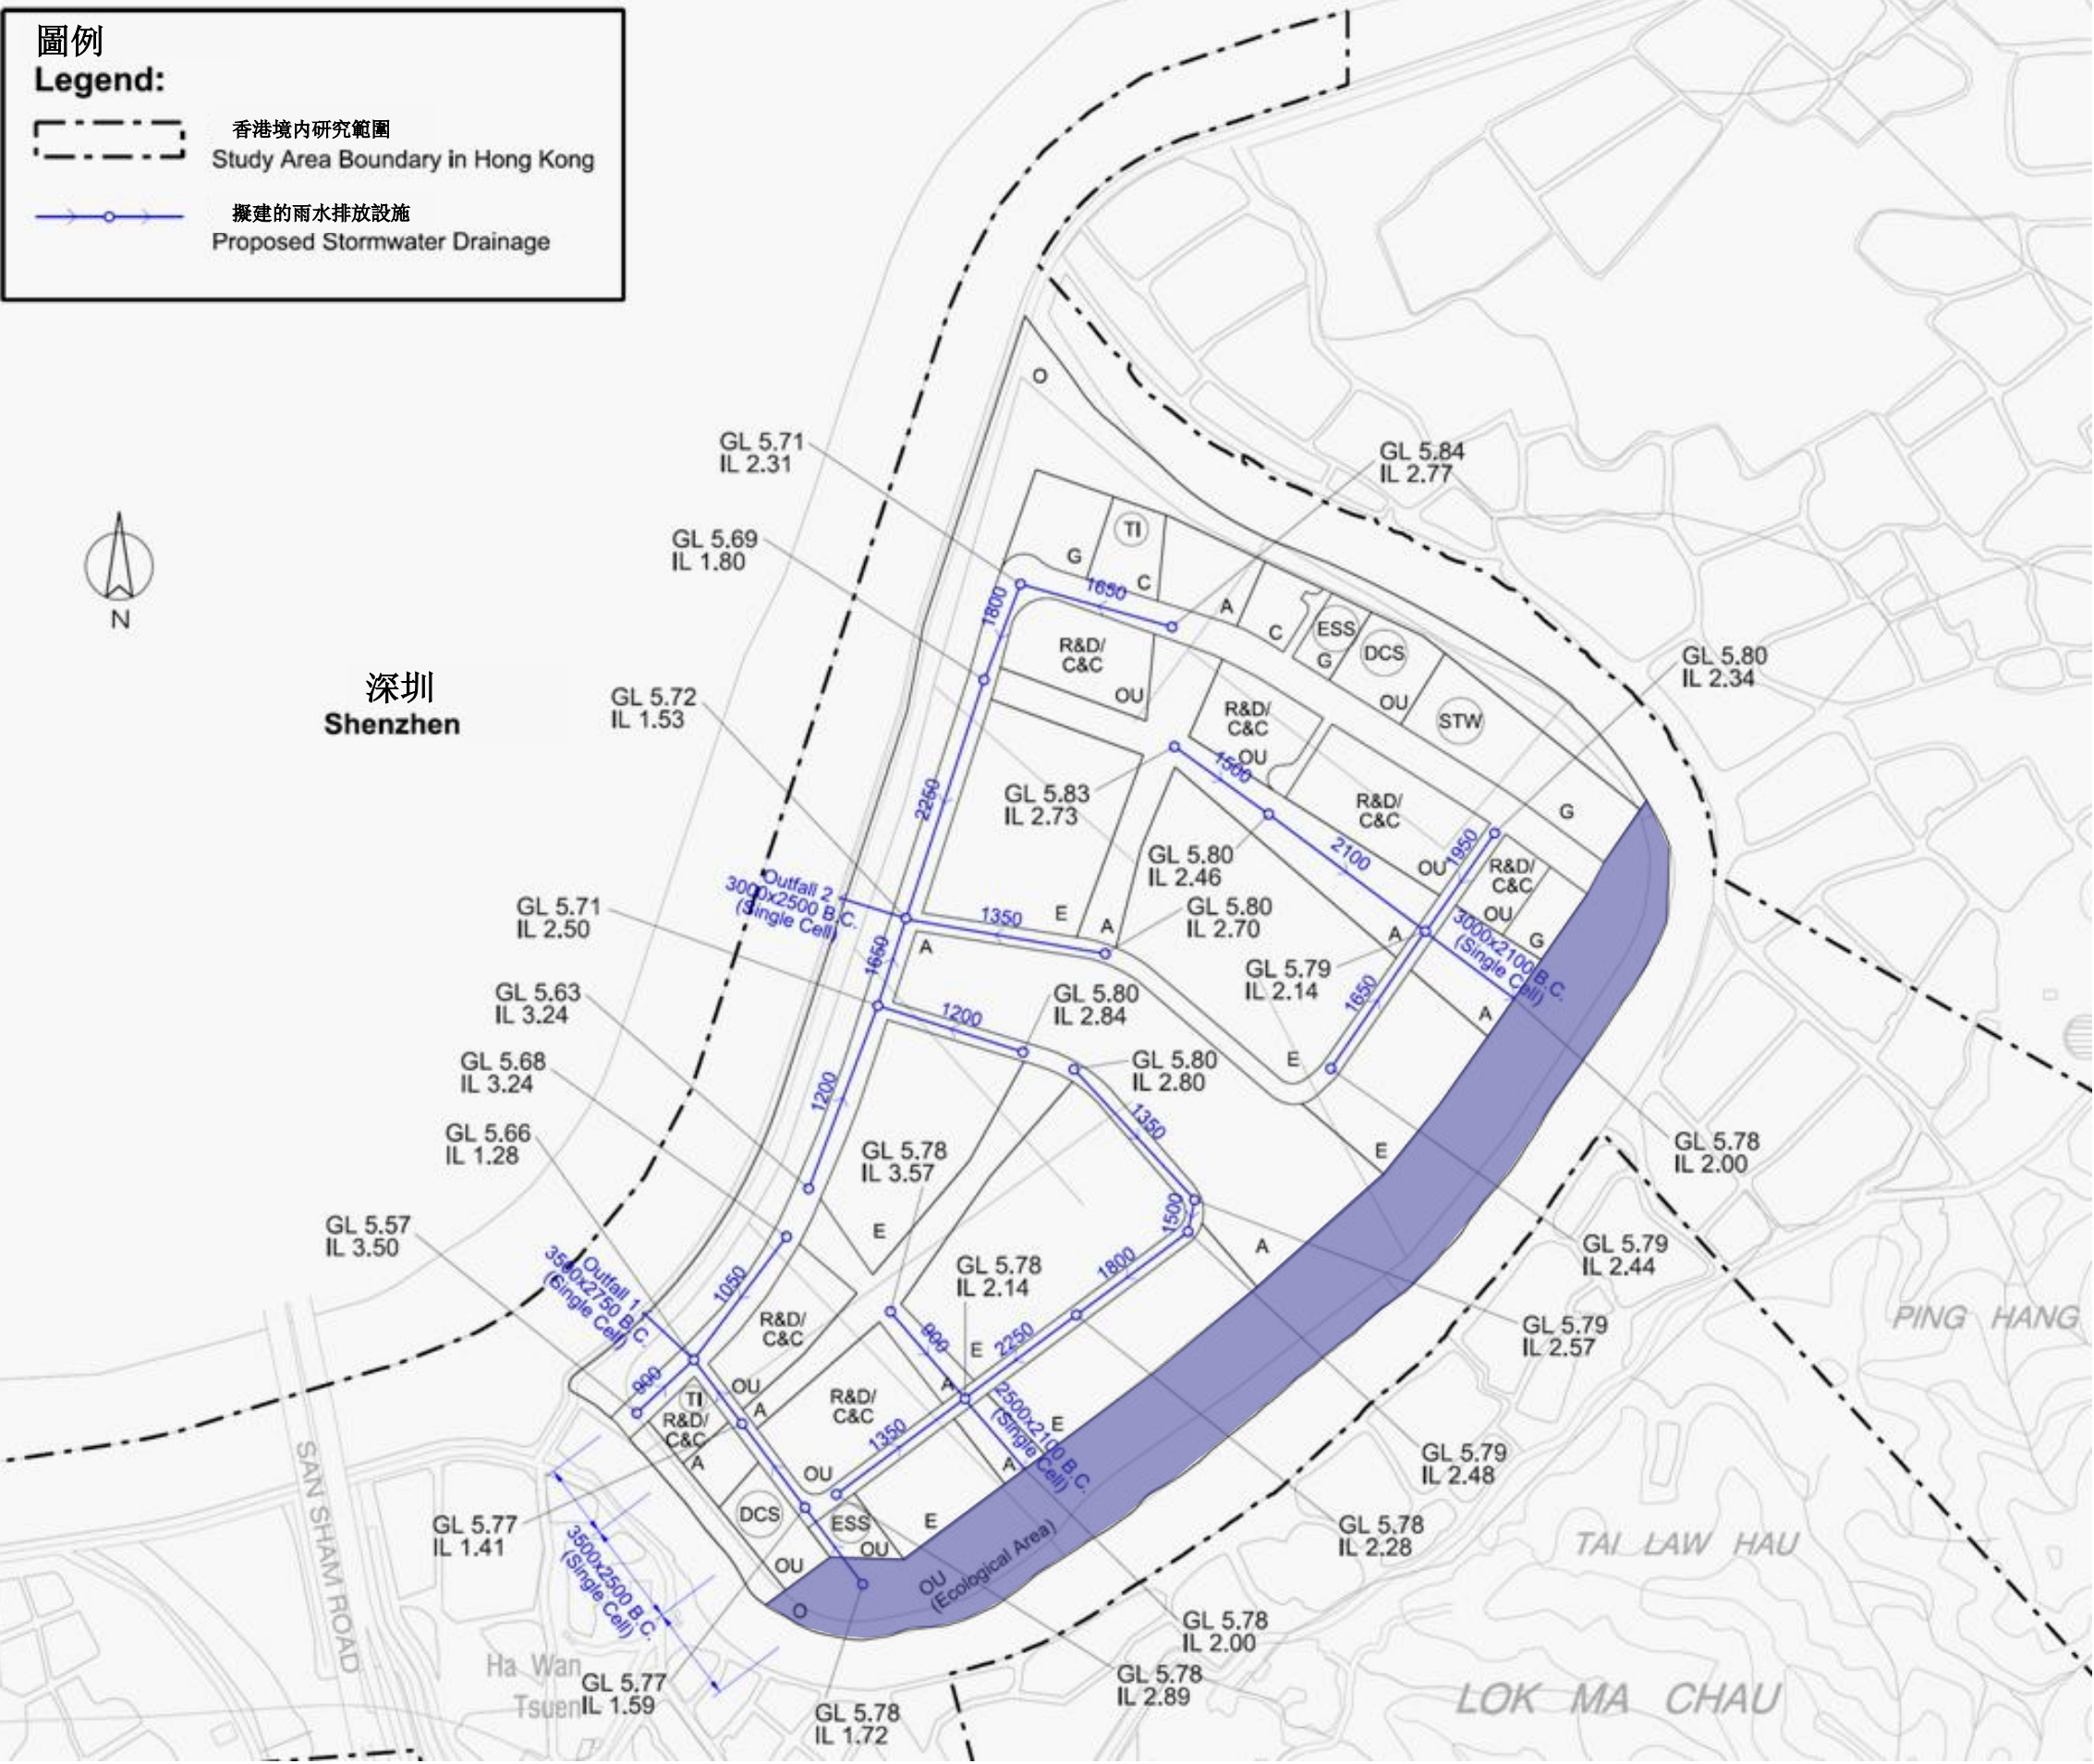 圖例
Legend:
香港境内研究範圍
Study Area Boundary in Hong Kong
擬建的雨水排放設施
Proposed Stormwater Drainage
N
深圳
Shenzhen
O
GL 5.71
IL 2.31
GL 5.84
IL 2.77
GL 5.69
IL 1.80
TI
G
C
1650
1800
A
C
ESS
G
DCS
OU
STW
R&D/
C&C
OU
R&D/
C&C
OU
GL 5.80
IL 2.34
GL 5.72
IL 1.53
1500
2250
GL 5.83
IL 2.73
R&D/
C&C
OU
G
2100
1950
R&D/
C&C
OU
G
GL 5.80
IL 2.46
Outfall 2
3000x2500 B.C.
(Single Cell)
GL 5.71
IL 2.50
1350
E
A
GL 5.80
IL 2.70
A
3000x2100 B.C.
(Single Cell)
1650
A
GL 5.79
IL 2.14
1650
A
GL 5.63
IL 3.24
1200
GL 5.80
IL 2.84
E
GL 5.80
IL 2.80
GL 5.68
IL 3.24
1200
1350
GL 5.66
IL 1.28
GL 5.78
IL 3.57
E
GL 5.78
IL 2.00
1500
GL 5.57
IL 3.50
E
A
GL 5.79
IL 2.44
Outfall 1
3500x2750 B.C.
(Single Cell)
1050
GL 5.78
IL 2.14
1800
R&D/
C&C
900
E
2250
GL 5.79
IL 2.57
PING HANG
900
TI
R&D/
C&C
OU
A
A
R&D/
C&C
A
2500x2100 B.C.
(Single Cell)
E
1350
A
GL 5.79
IL 2.48
SAN SHAM ROAD
OU
DCS
ESS
OU
OU
E
GL 5.77
IL 1.41
3500x2500 B.C.
(Single Cell)
GL 5.78
IL 2.28
TAI LAW HAU
O
OU
(Ecological Area)
GL 5.78
IL 2.00
Ha Wan
Tsuen
GL 5.77
IL 1.59
GL 5.78
IL 2.89
GL 5.78
IL 1.72
LOK MA CHAU